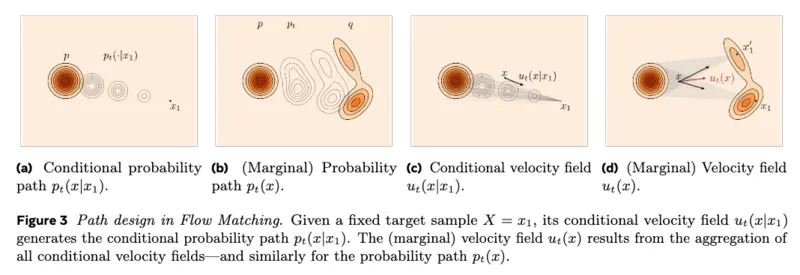 p
p_t(·|x_1)
x_1
p
p_t
q
x
u_t(x|x_1)
x_1
x'_1
x
u_t(x)
x_1
(a) Conditional probability
path p_t(x|x_1).
(b) (Marginal) Probability
path p_t(x).
(c) Conditional velocity field
u_t(x|x_1).
(d) (Marginal) Velocity field
u_t(x).
Figure 3 Path design in Flow Matching. Given a fixed target sample X = x_1, its conditional velocity field u_t(x|x_1)
generates the conditional probability path p_t(x|x_1). The (marginal) velocity field u_t(x) results from the aggregation of
all conditional velocity fields—and similarly for the probability path p_t(x).